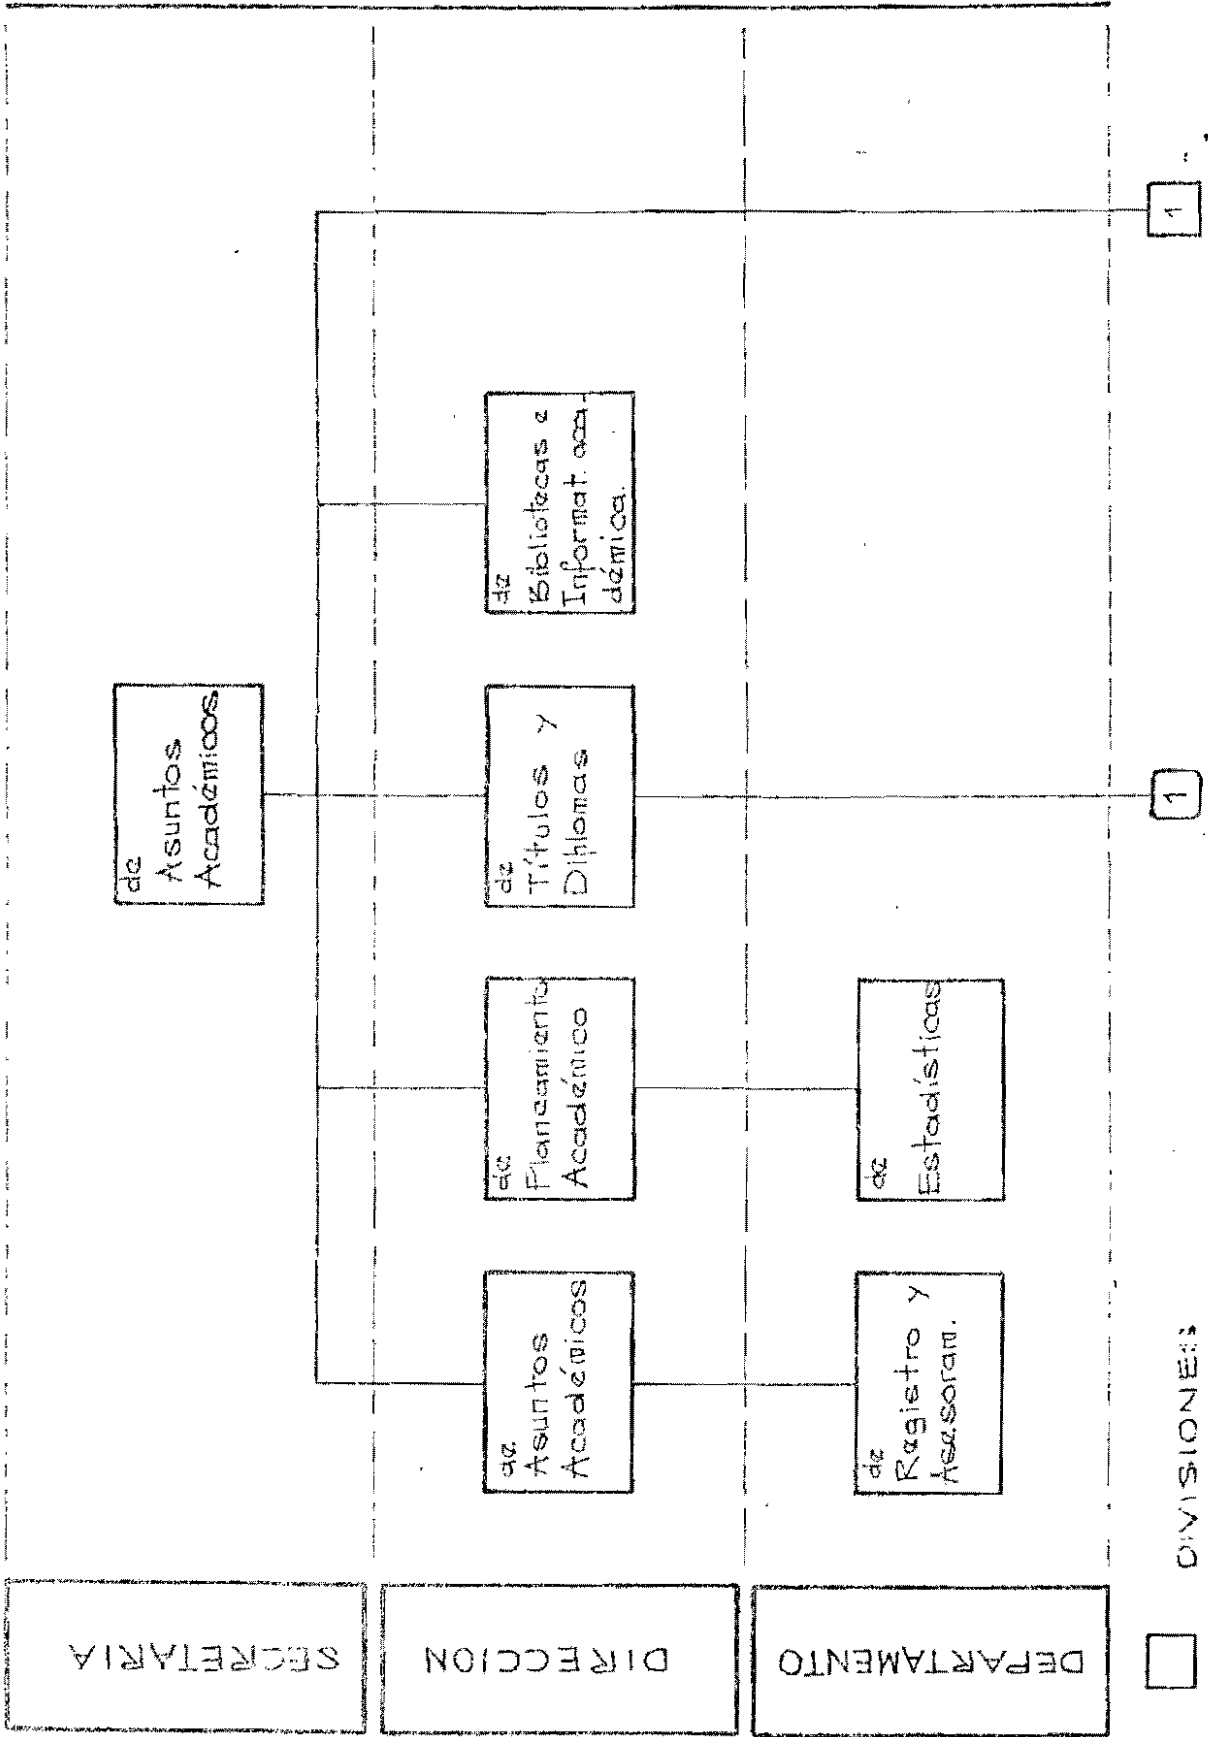 SECRETARIA
de
Asuntos
Académicos
DIRECCION
de
Asuntos
Académicos
de
Planeamiento
Académico
de
Títulos y
Diplomas
de
Bibliotecas e
Informat. aca-
démica.
DEPARTAMENTO
de
Registro y
Asesoram.
de
Estadísticas
DIVISIONES
1
1